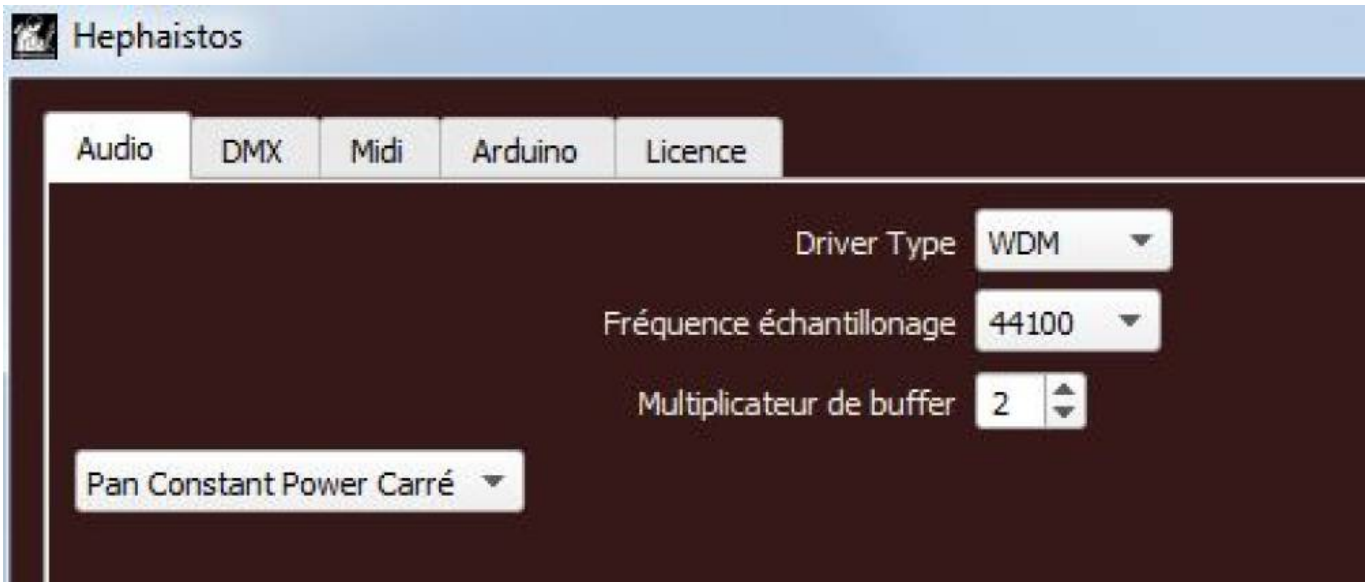 Hephaistos
Audio DMX Midi Arduino Licence
Driver Type WDM
Fréquence échantillonage 44100
Multiplicateur de buffer 2
Pan Constant Power Carré